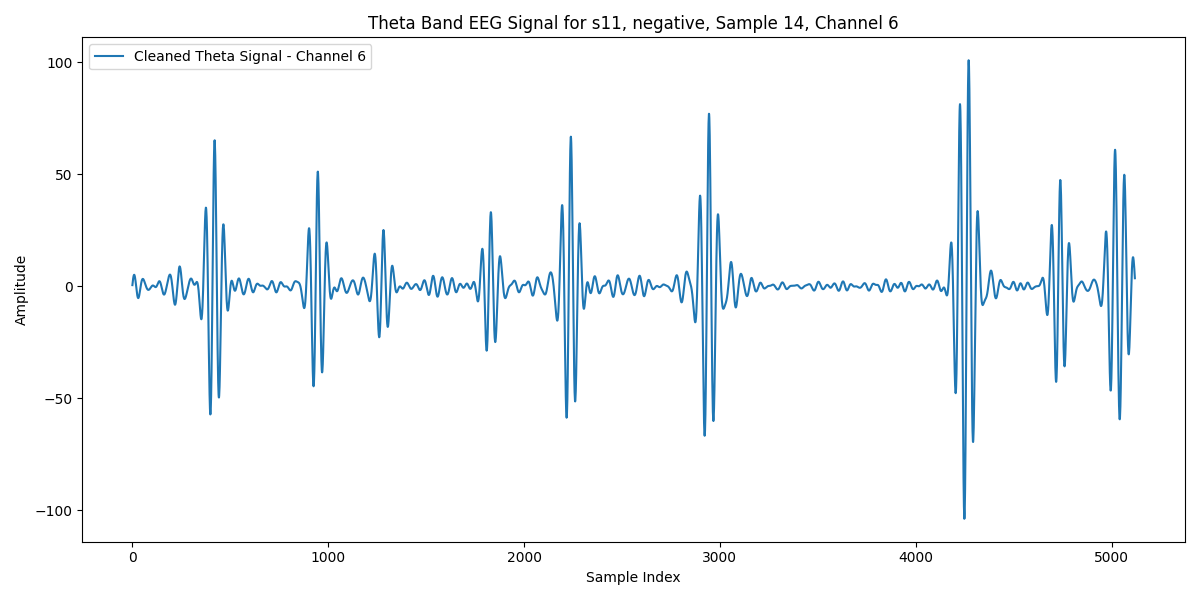 Theta Band EEG Signal for s11, negative, Sample 14, Channel 6
Cleaned Theta Signal - Channel 6
Amplitude
100
50
0
−50
−100
0 1000 2000 3000 4000 5000
Sample Index